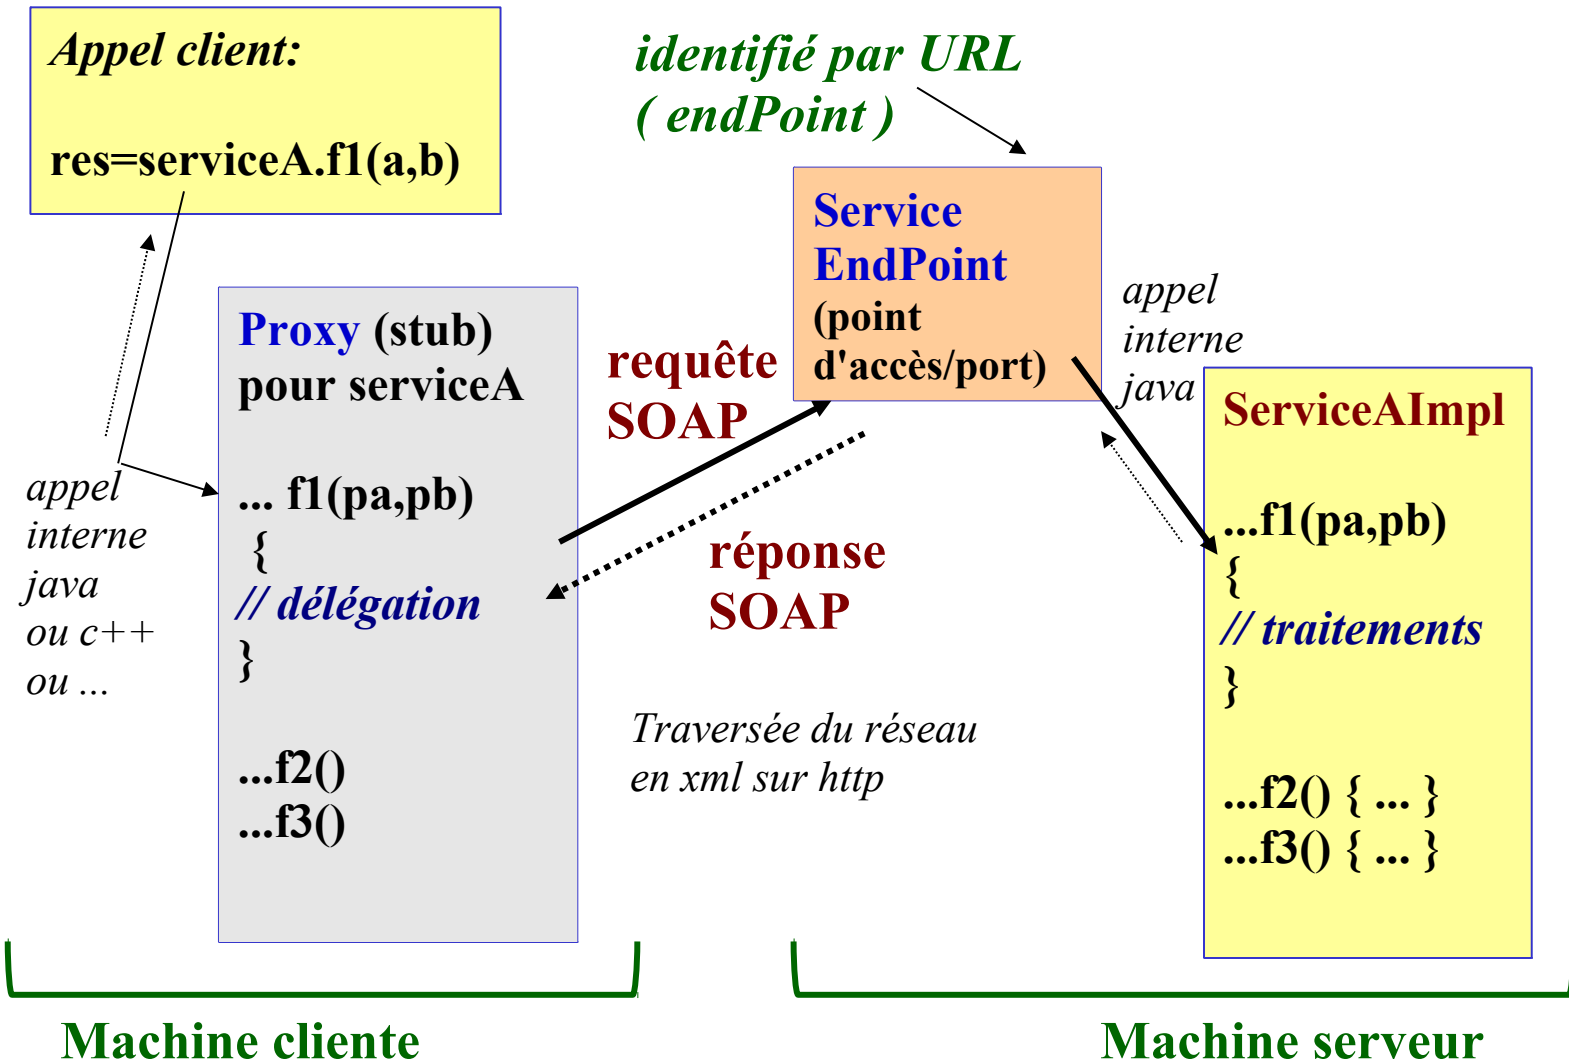 Appel client:
res=serviceA.f1(a,b)
identifié par URL
( endPoint )
Service
EndPoint
(point
d'accès/port)
Proxy (stub)
pour serviceA
... f1(pa,pb)
{
// délégation
}
...f2()
...f3()
appel
interne
java
ou c++
ou ...
requête
SOAP
réponse
SOAP
Traversée du réseau
en xml sur http
appel
interne
java
ServiceAImpl
...f1(pa,pb)
{
// traitements
}
...f2() { ... }
...f3() { ... }
Machine cliente
Machine serveur